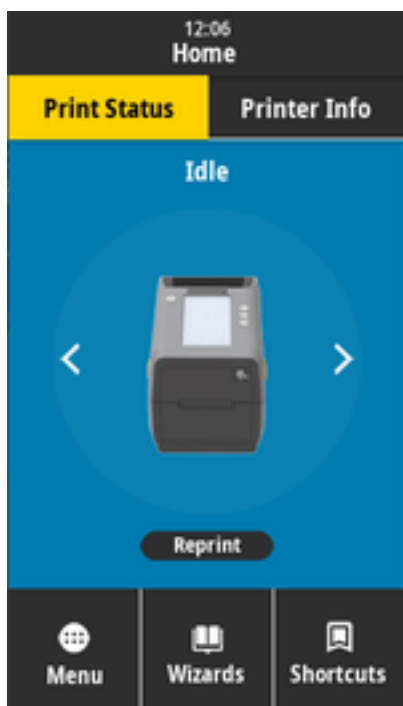 12:06
Home
Print Status
Printer Info
Idle
Reprint
Menu
Wizards
Shortcuts